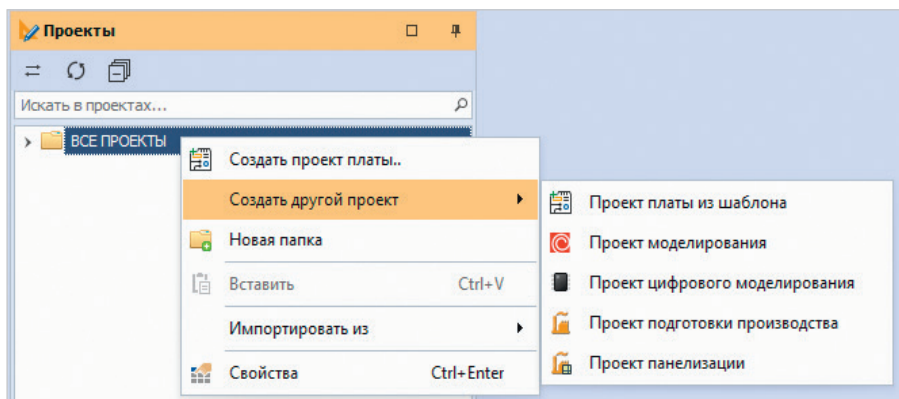 Проекты
Искать в проектах...
ВСЕ ПРОЕКТЫ
Создать проект платы..
Создать другой проект
Новая папка
Вставить Ctrl+V
Импортировать из
Свойства Ctrl+Enter
Проект платы из шаблона
Проект моделирования
Проект цифрового моделирования
Проект подготовки производства
Проект панелизации